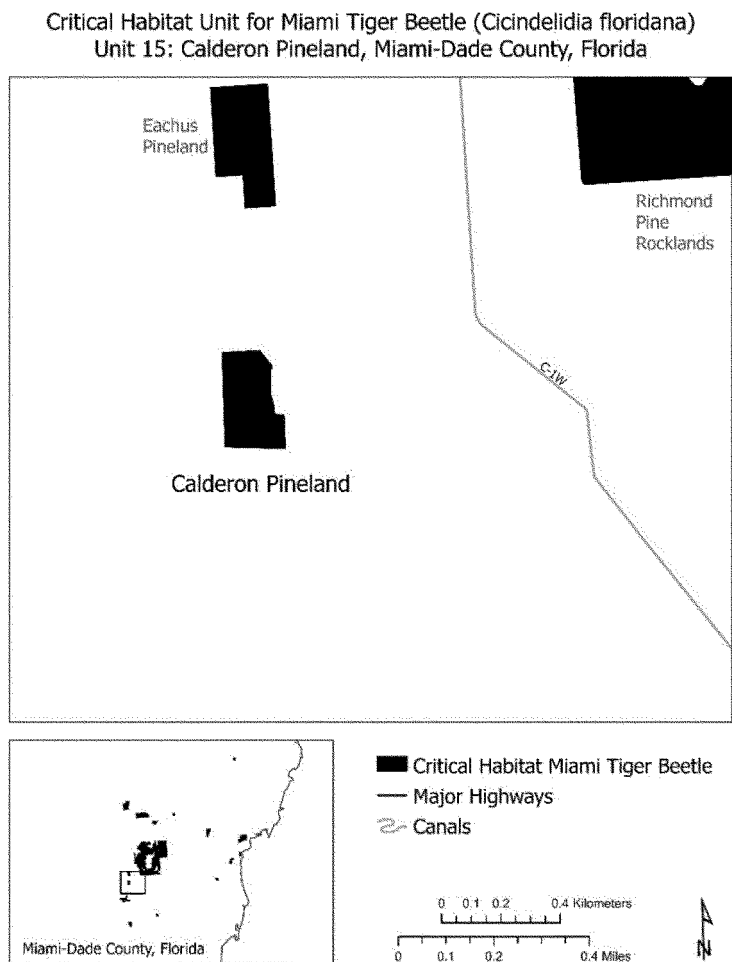 Critical Habitat Unit for Miami Tiger Beetle (Cicindelidia floridana)
Unit 15: Calderon Pineland, Miami-Dade County, Florida
Eachus
Pineland
Richmond
Pine
Rocklands
C-1W
Calderon Pineland
Critical Habitat Miami Tiger Beetle
Major Highways
Canals
Miami-Dade County, Florida
0 0.1 0.2 0.4 Kilometers
0 0.1 0.2 0.4 Miles
N